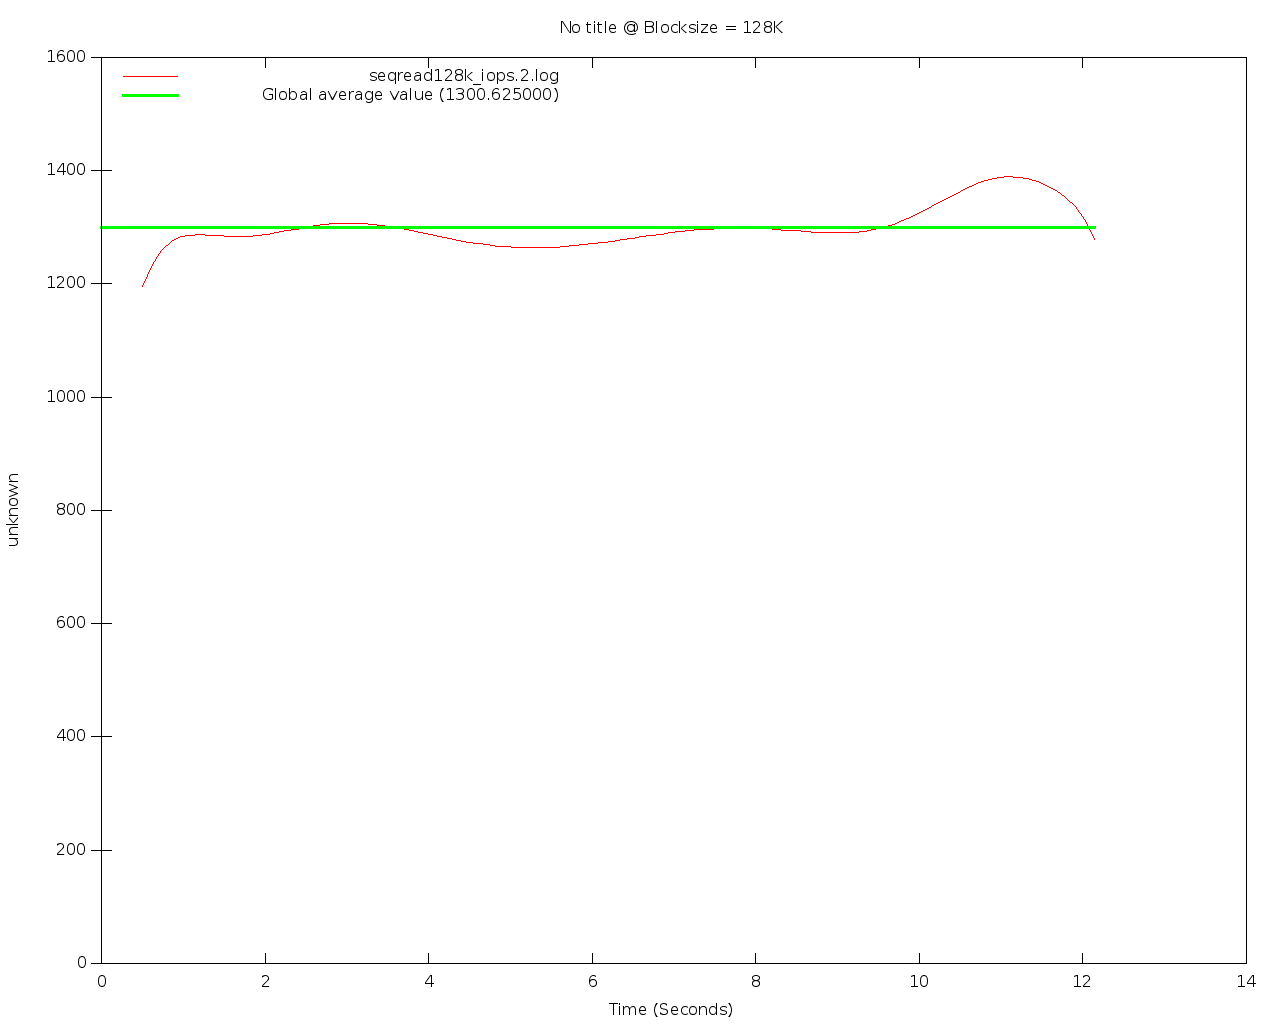 No title @ Blocksize = 128K
seqread128k_iops.2.log
Global average value (1300.625000)
1600
1400
1200
1000
800
600
400
200
0
unknown
0 2 4 6 8 10 12 14
Time (Seconds)